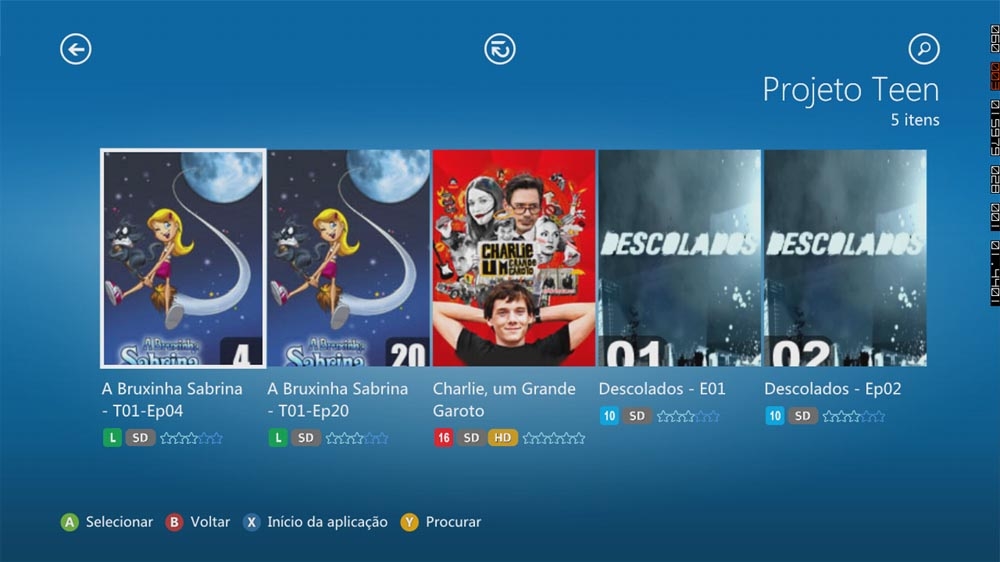 Projeto Teen
5 itens
A Bruxinha
Sabrina
4
A Bruxinha
Sabrina
20
CHARLIE
UM GRANDE
GAROTO
DESCOLADOS
01
DESCOLADOS
02
A Bruxinha Sabrina
- T01-Ep04
L SD
A Bruxinha Sabrina
- T01-Ep20
L SD
Charlie, um Grande
Garoto
16 SD HD
Descolados - E01
10 SD
Descolados - Ep02
10 SD
A Selecionar B Voltar X Início da aplicação Y Procurar